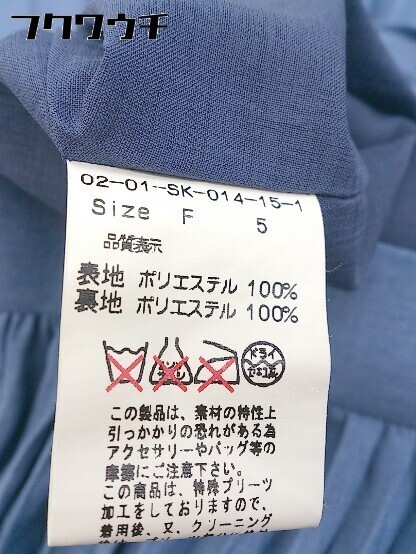 フクワウチ
02-01--SK-014-15-1
Size F 5
品質表示
表地 ポリエステル 100%
裏地 ポリエステル 100%
ドライ
この製品は、素材の特性上
引っかかりの恐れがある為
アクセサリーやバッグ等の
摩擦にご注意下さい。
この商品は、特殊プリーツ
加工をしておりますので、
着用後、又、クリーニング